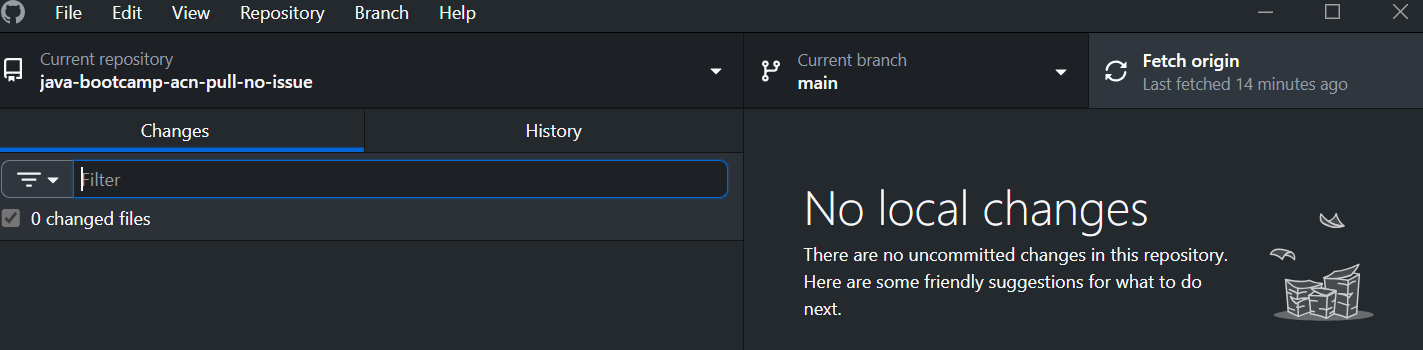 File Edit View Repository Branch Help
Current repository
java-bootcamp-acn-pull-no-issue
Current branch
main
Fetch origin
Last fetched 14 minutes ago
Changes
History
Filter
0 changed files
No local changes
There are no uncommitted changes in this repository.
Here are some friendly suggestions for what to do
next.